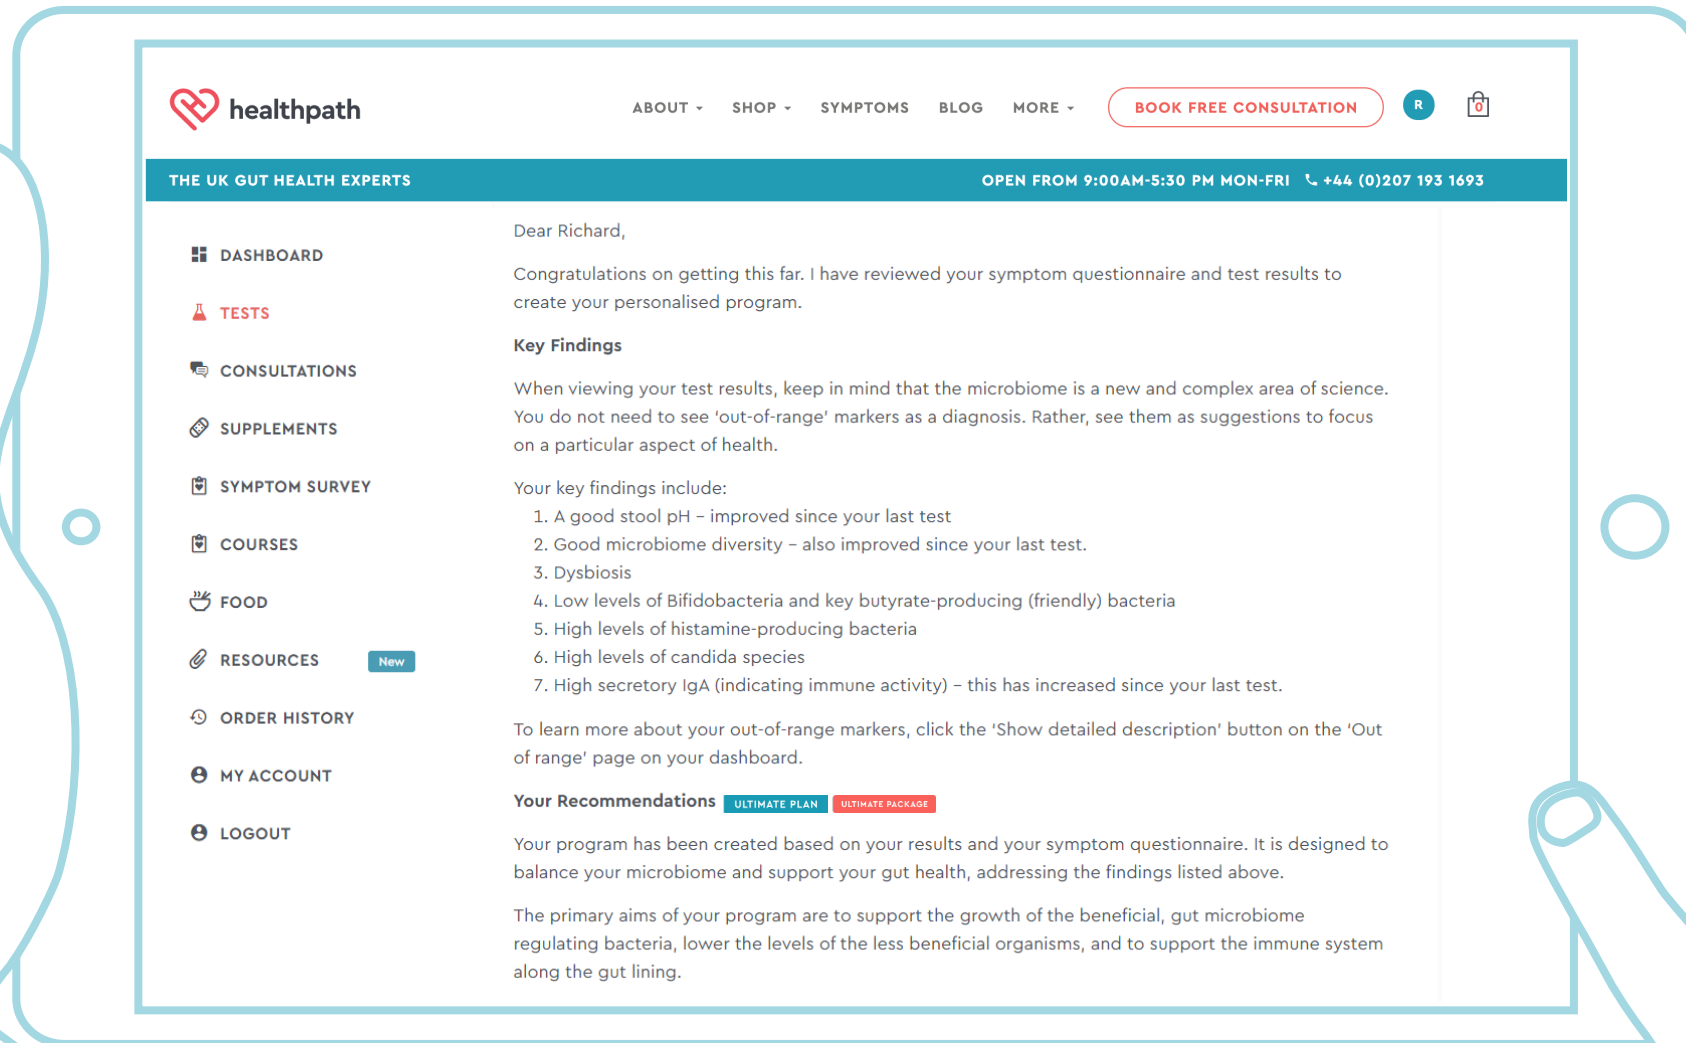 healthpath
ABOUT SHOP SYMPTOMS BLOG MORE BOOK FREE CONSULTATION R 0
THE UK GUT HEALTH EXPERTS OPEN FROM 9:00AM-5:30 PM MON-FRI +44 (0)207 193 1693
DASHBOARD
TESTS
CONSULTATIONS
SUPPLEMENTS
SYMPTOM SURVEY
COURSES
FOOD
RESOURCES New
ORDER HISTORY
MY ACCOUNT
LOGOUT
Dear Richard,
Congratulations on getting this far. I have reviewed your symptom questionnaire and test results to
create your personalised program.
Key Findings
When viewing your test results, keep in mind that the microbiome is a new and complex area of science.
You do not need to see ‘out-of-range’ markers as a diagnosis. Rather, see them as suggestions to focus
on a particular aspect of health.
Your key findings include:
1. A good stool pH – improved since your last test
2. Good microbiome diversity – also improved since your last test.
3. Dysbiosis
4. Low levels of Bifidobacteria and key butyrate-producing (friendly) bacteria
5. High levels of histamine-producing bacteria
6. High levels of candida species
7. High secretory IgA (indicating immune activity) – this has increased since your last test.
To learn more about your out-of-range markers, click the ‘Show detailed description’ button on the ‘Out
of range’ page on your dashboard.
Your Recommendations ULTIMATE PLAN ULTIMATE PACKAGE
Your program has been created based on your results and your symptom questionnaire. It is designed to
balance your microbiome and support your gut health, addressing the findings listed above.
The primary aims of your program are to support the growth of the beneficial, gut microbiome
regulating bacteria, lower the levels of the less beneficial organisms, and to support the immune system
along the gut lining.